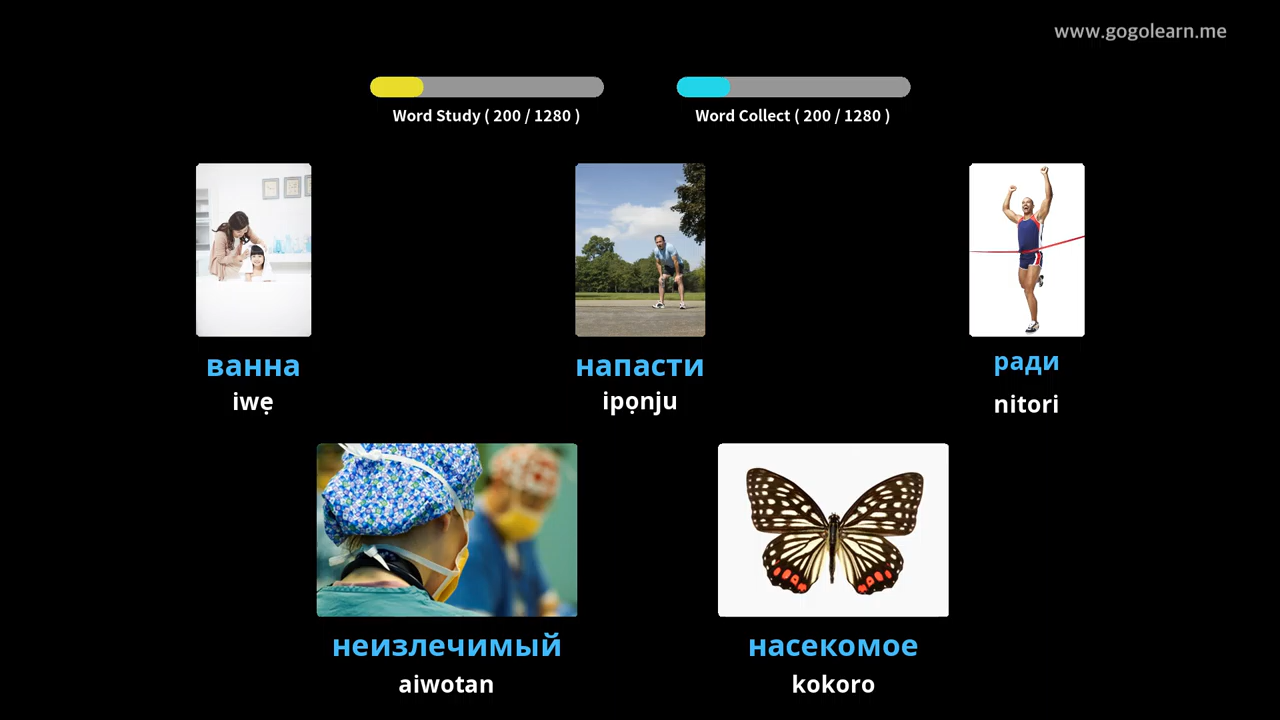 www.gogolearn.me
Word Study ( 200 / 1280 )
Word Collect ( 200 / 1280 )
ванна
iwẹ
напасти
ipọnju
ради
nitori
неизлечимый
aiwotan
насекомое
kokoro